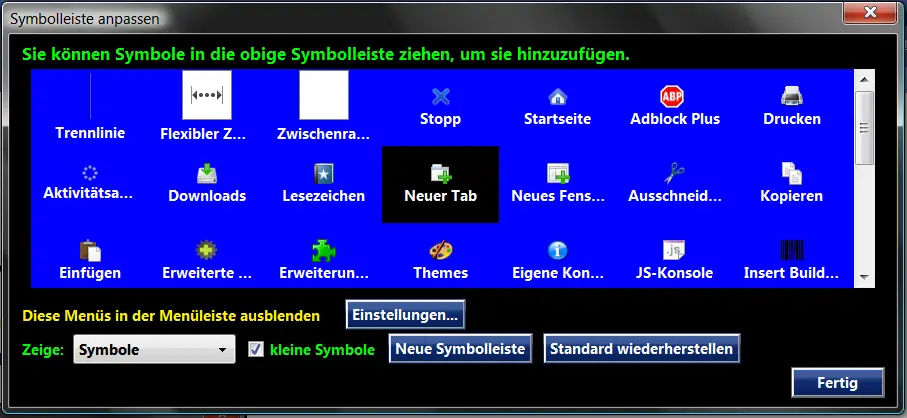 Symbolleiste anpassen
Sie können Symbole in die obige Symbolleiste ziehen, um sie hinzuzufügen.
Trennlinie Flexibler Z... Zwischenra... Stopp Startseite Adblock Plus Drucken
ABP
Aktivitätsa... Downloads Lesezeichen Neuer Tab Neues Fens... Ausschneid... Kopieren
JS
Einfügen Erweiterte ... Erweiterun... Themes Eigene Kon... JS-Konsole Insert Build...
Diese Menüs in der Menüleiste ausblenden Einstellungen...
Zeige: Symbole kleine Symbole Neue Symbolleiste Standard wiederherstellen
Fertig